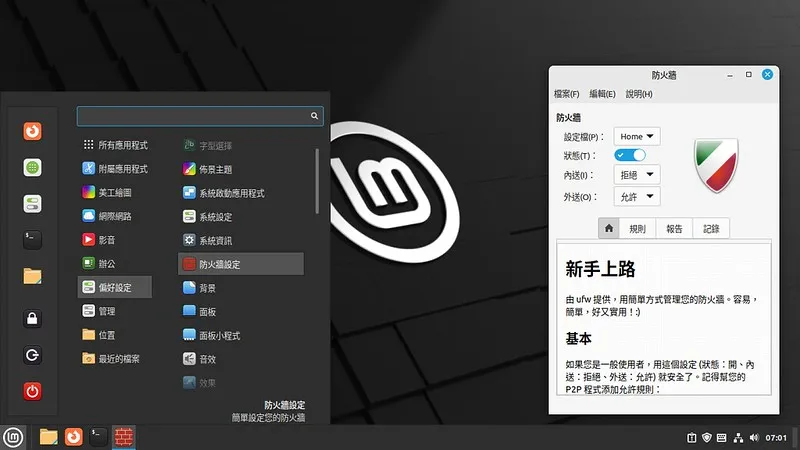 所有應用程式
附屬應用程式
美工繪圖
網際網路
影音
辦公
偏好設定
管理
位置
最近的檔案
字型選擇
佈景主題
系統啟動應用程式
系統設定
系統資訊
防火牆設定
背景
面板
面板小程式
音效
效果
防火牆設定
簡單設定您的防火牆
防火牆
檔案(F) 編輯(E) 說明(H)
防火牆
設定檔(P)： Home
狀態(T)：
內送(I)： 拒絕
外送(O)： 允許
規則 報告 記錄
新手上路
由 ufw 提供，用簡單方式管理您的防火牆。容易，
簡單，好又實用！:)
基本
如果您是一般使用者，用這個設定 (狀態：開、內
送：拒絕、外送：允許) 就安全了。記得幫您的
P2P 程式添加允許規則：
07:01